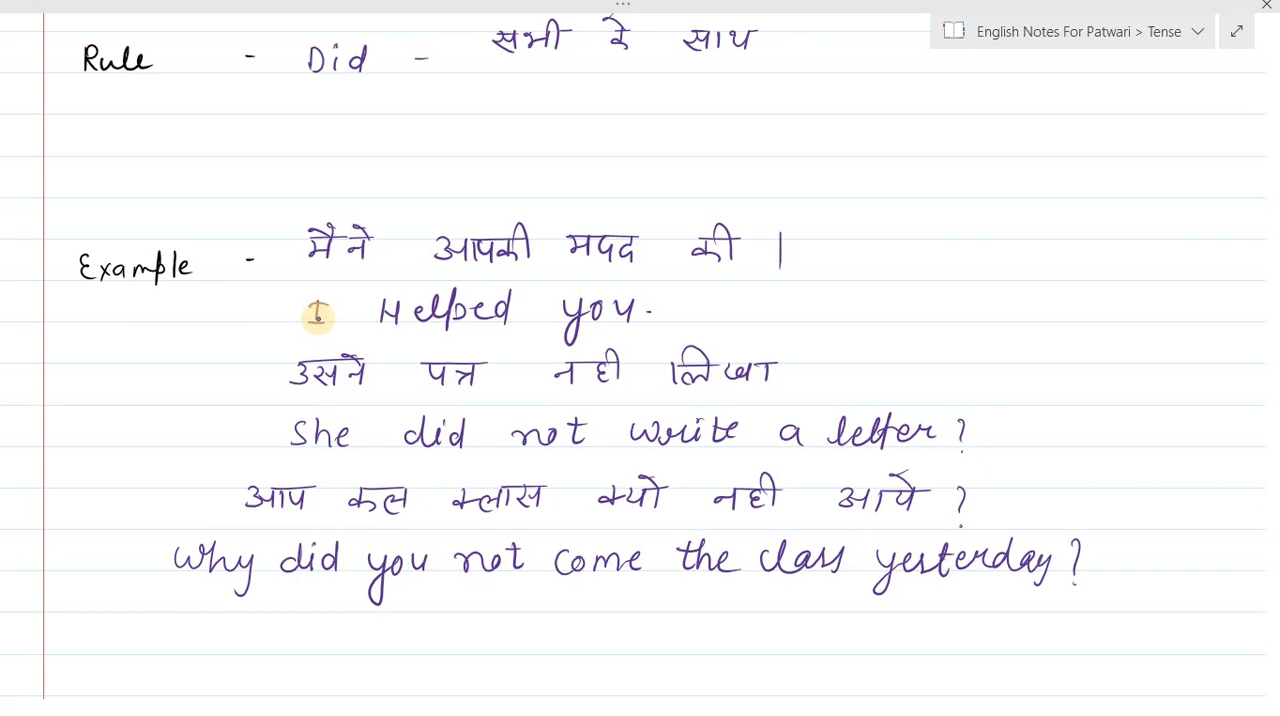 English Notes For Patwari > Tense
Rule - Did - सभी के साथ
Example - मैने आपकी मदद की |
I Helped you.
उसने पत्र नही लिखा
She did not write a letter?
आप कल क्लास क्यो नही आये ?
Why did you not come the class yesterday?